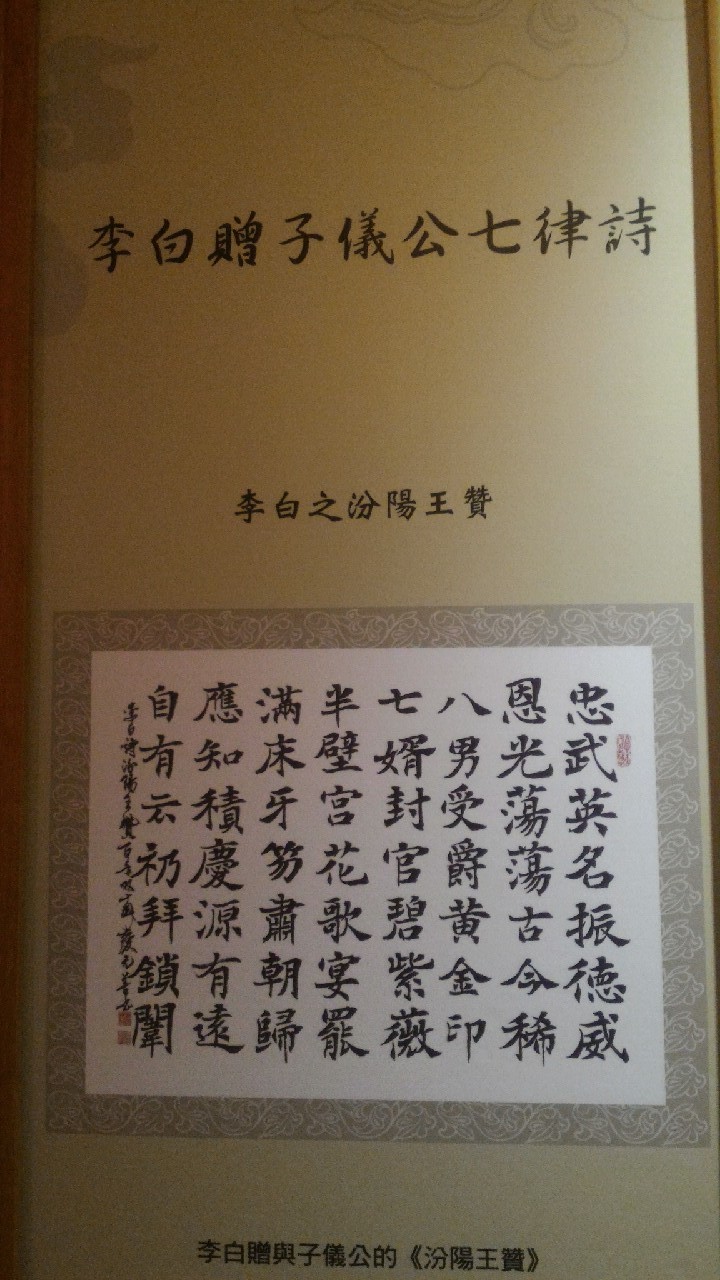 李白贈子儀公七律詩
李白之汾陽王贊
忠武英名振德威
恩光蕩蕩古今稀
八男受爵黄金印
七婿封官碧紫薇
半壁宮花歌宴罷
滿床牙笏肅朝歸
應知積慶源有遠
自有云礽拜鎖闈
李白贈與子儀公的《汾陽王贊》